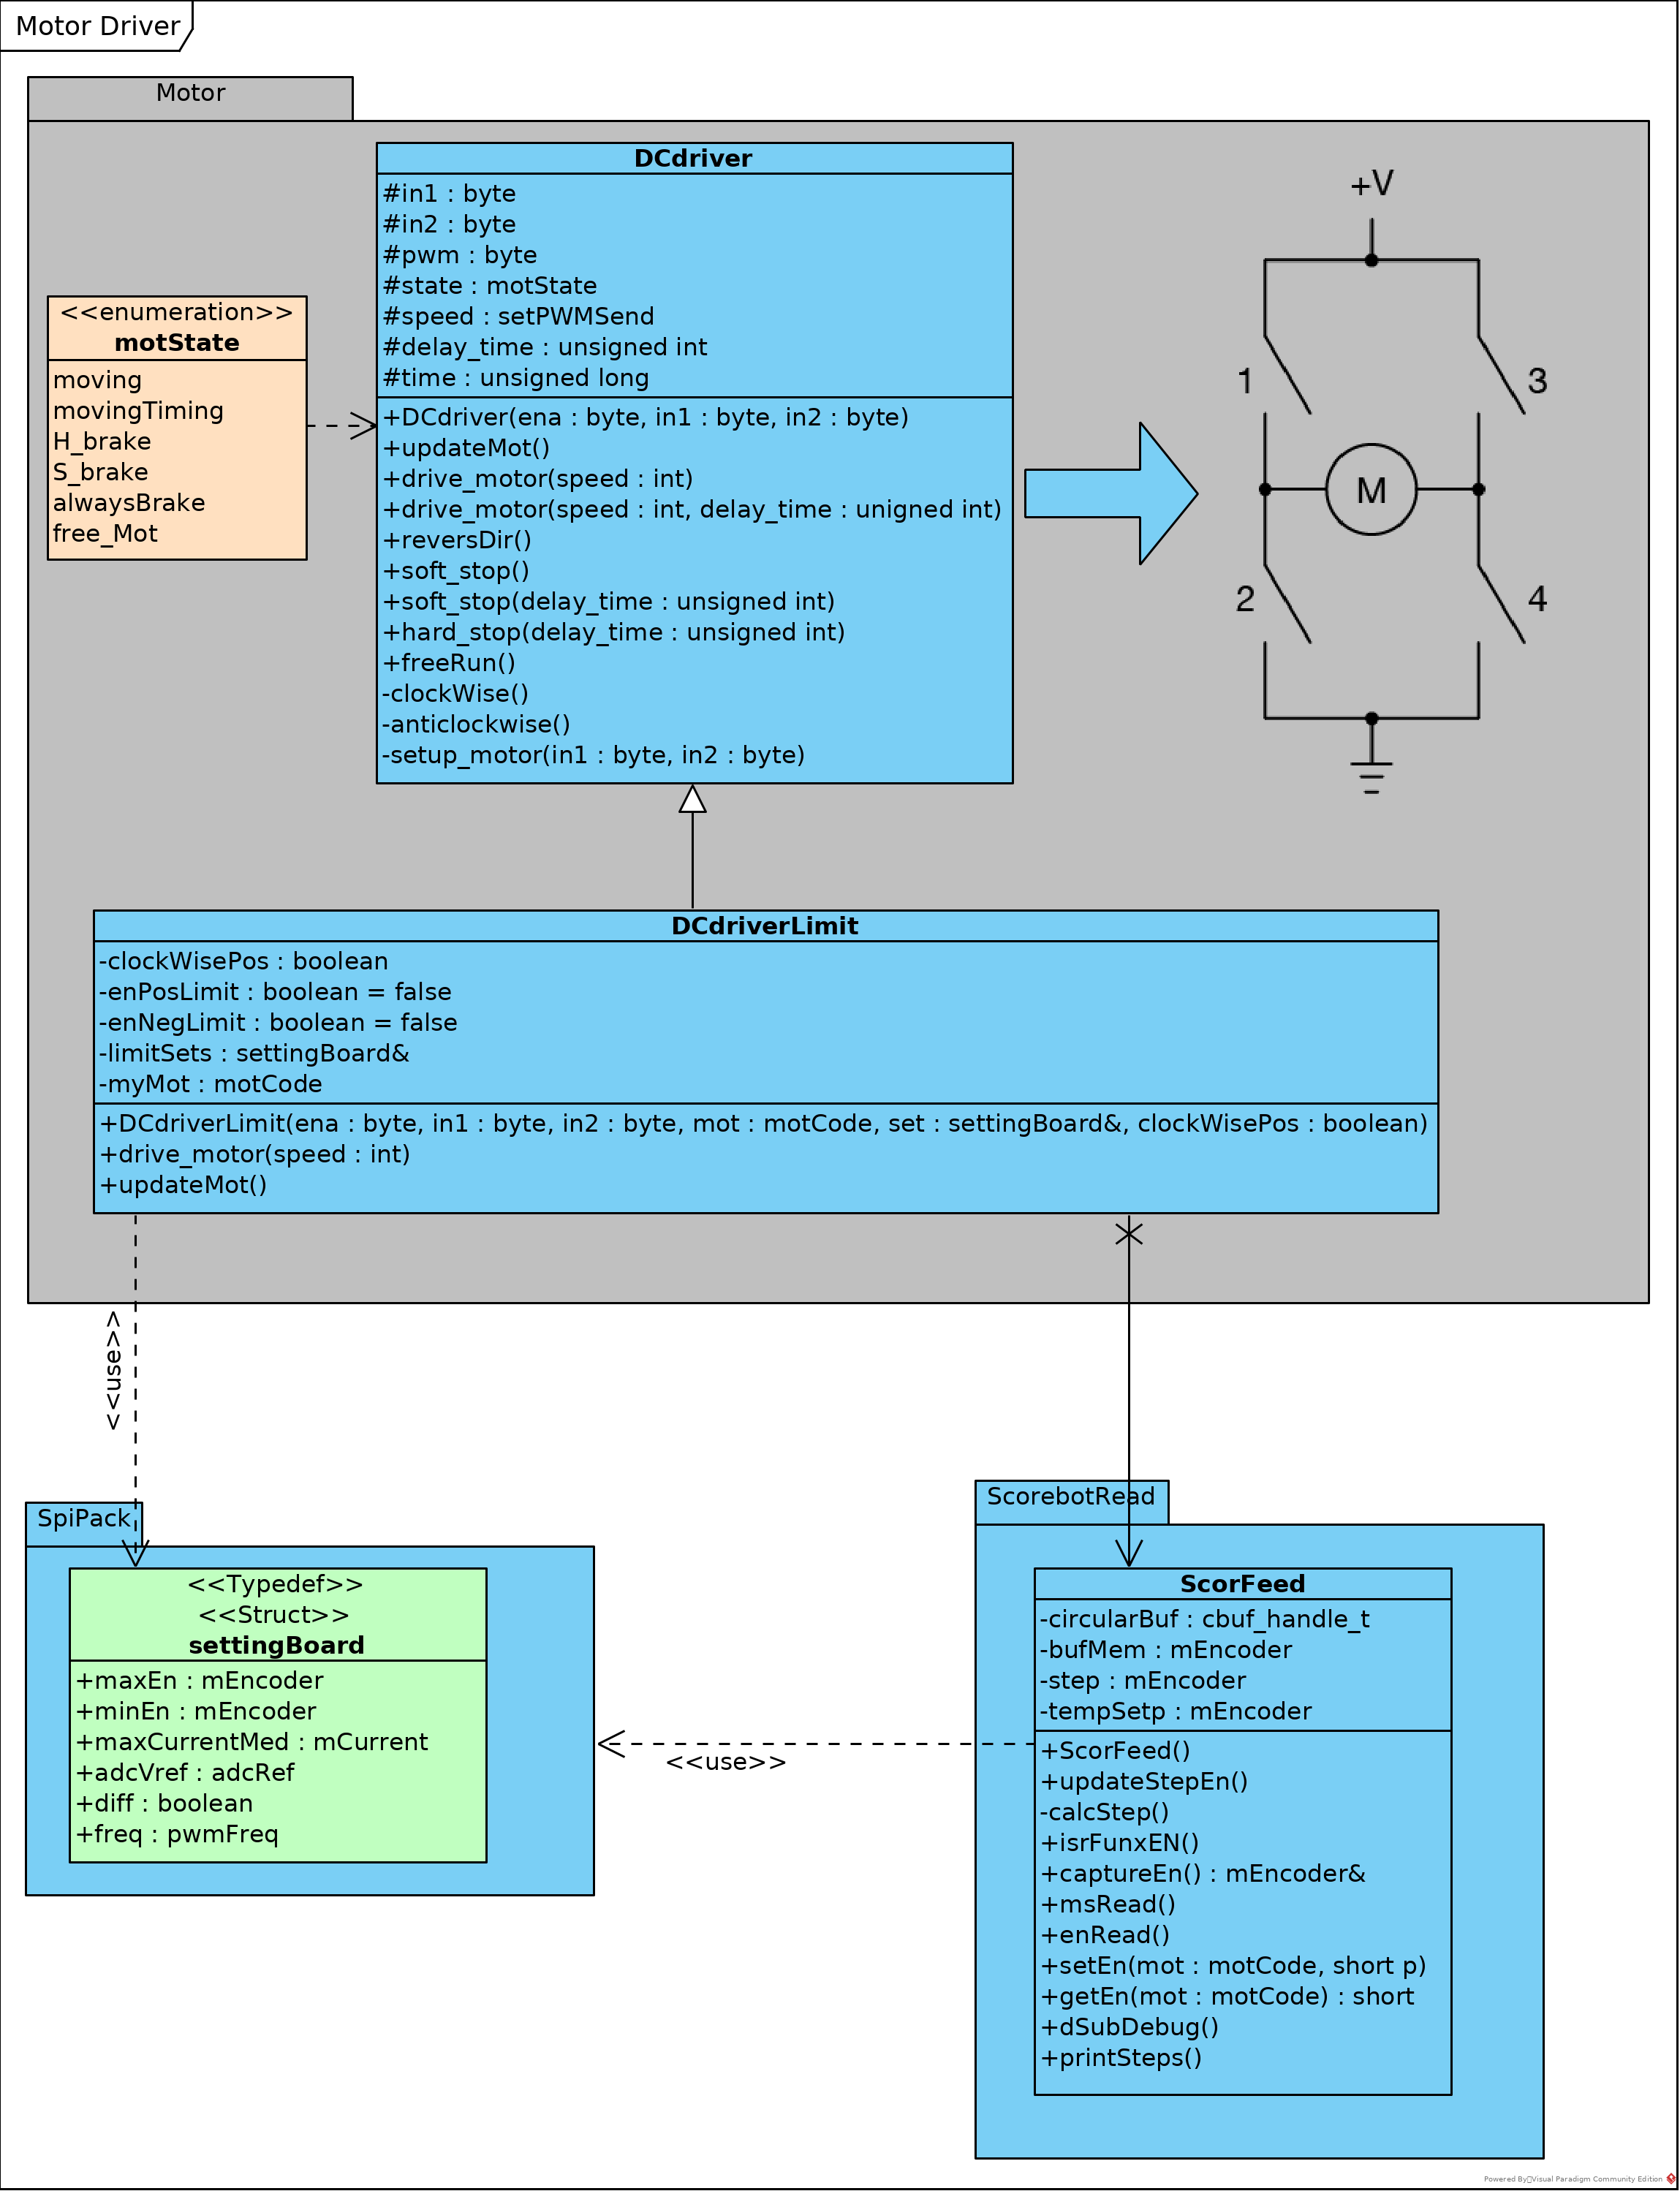 Motor Driver
Motor
DCdriver
#in1 : byte
#in2 : byte
#pwm : byte
#state : motState
#speed : setPWMSend
#delay_time : unsigned int
#time : unsigned long
+DCdriver(ena : byte, in1 : byte, in2 : byte)
+updateMot()
+drive_motor(speed : int)
+drive_motor(speed : int, delay_time : unigned int)
+reversDir()
+soft_stop()
+soft_stop(delay_time : unsigned int)
+hard_stop(delay_time : unsigned int)
+freeRun()
-clockWise()
-anticlockwise()
-setup_motor(in1 : byte, in2 : byte)
<<enumeration>>
motState
moving
movingTiming
H_brake
S_brake
alwaysBrake
free_Mot
+V
1
3
M
2
4
DCdriverLimit
-clockWisePos : boolean
-enPosLimit : boolean = false
-enNegLimit : boolean = false
-limitSets : settingBoard&
-myMot : motCode
+DCdriverLimit(ena : byte, in1 : byte, in2 : byte, mot : motCode, set : settingBoard&, clockWisePos : boolean)
+drive_motor(speed : int)
+updateMot()
<<use>>
SpiPack
<<Typedef>>
<<Struct>>
settingBoard
+maxEn : mEncoder
+minEn : mEncoder
+maxCurrentMed : mCurrent
+adcVref : adcRef
+diff : boolean
+freq : pwmFreq
<<use>>
ScorebotRead
ScorFeed
-circularBuf : cbuf_handle_t
-bufMem : mEncoder
-step : mEncoder
-tempSetp : mEncoder
+ScorFeed()
+updateStepEn()
-calcStep()
+isrFunxEN()
+captureEn() : mEncoder&
+msRead()
+enRead()
+setEn(mot : motCode, short p)
+getEn(mot : motCode) : short
+dSubDebug()
+printSteps()
Powered By Visual Paradigm Community Edition